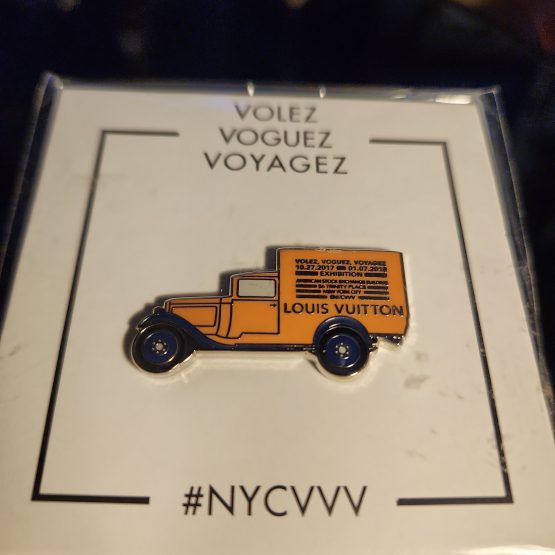 VOLEZ
VOGUEZ
VOYAGEZ
VOLEZ, VOGUEZ, VOYAGEZ
10.27.2017 01.07.2018
EXHIBITION
AMERICAN STOCK EXCHANGE BUILDING
86 TRINITY PLACE
NEW YORK CITY
#NYCVVV
LOUIS VUITTON
#NYCVVV